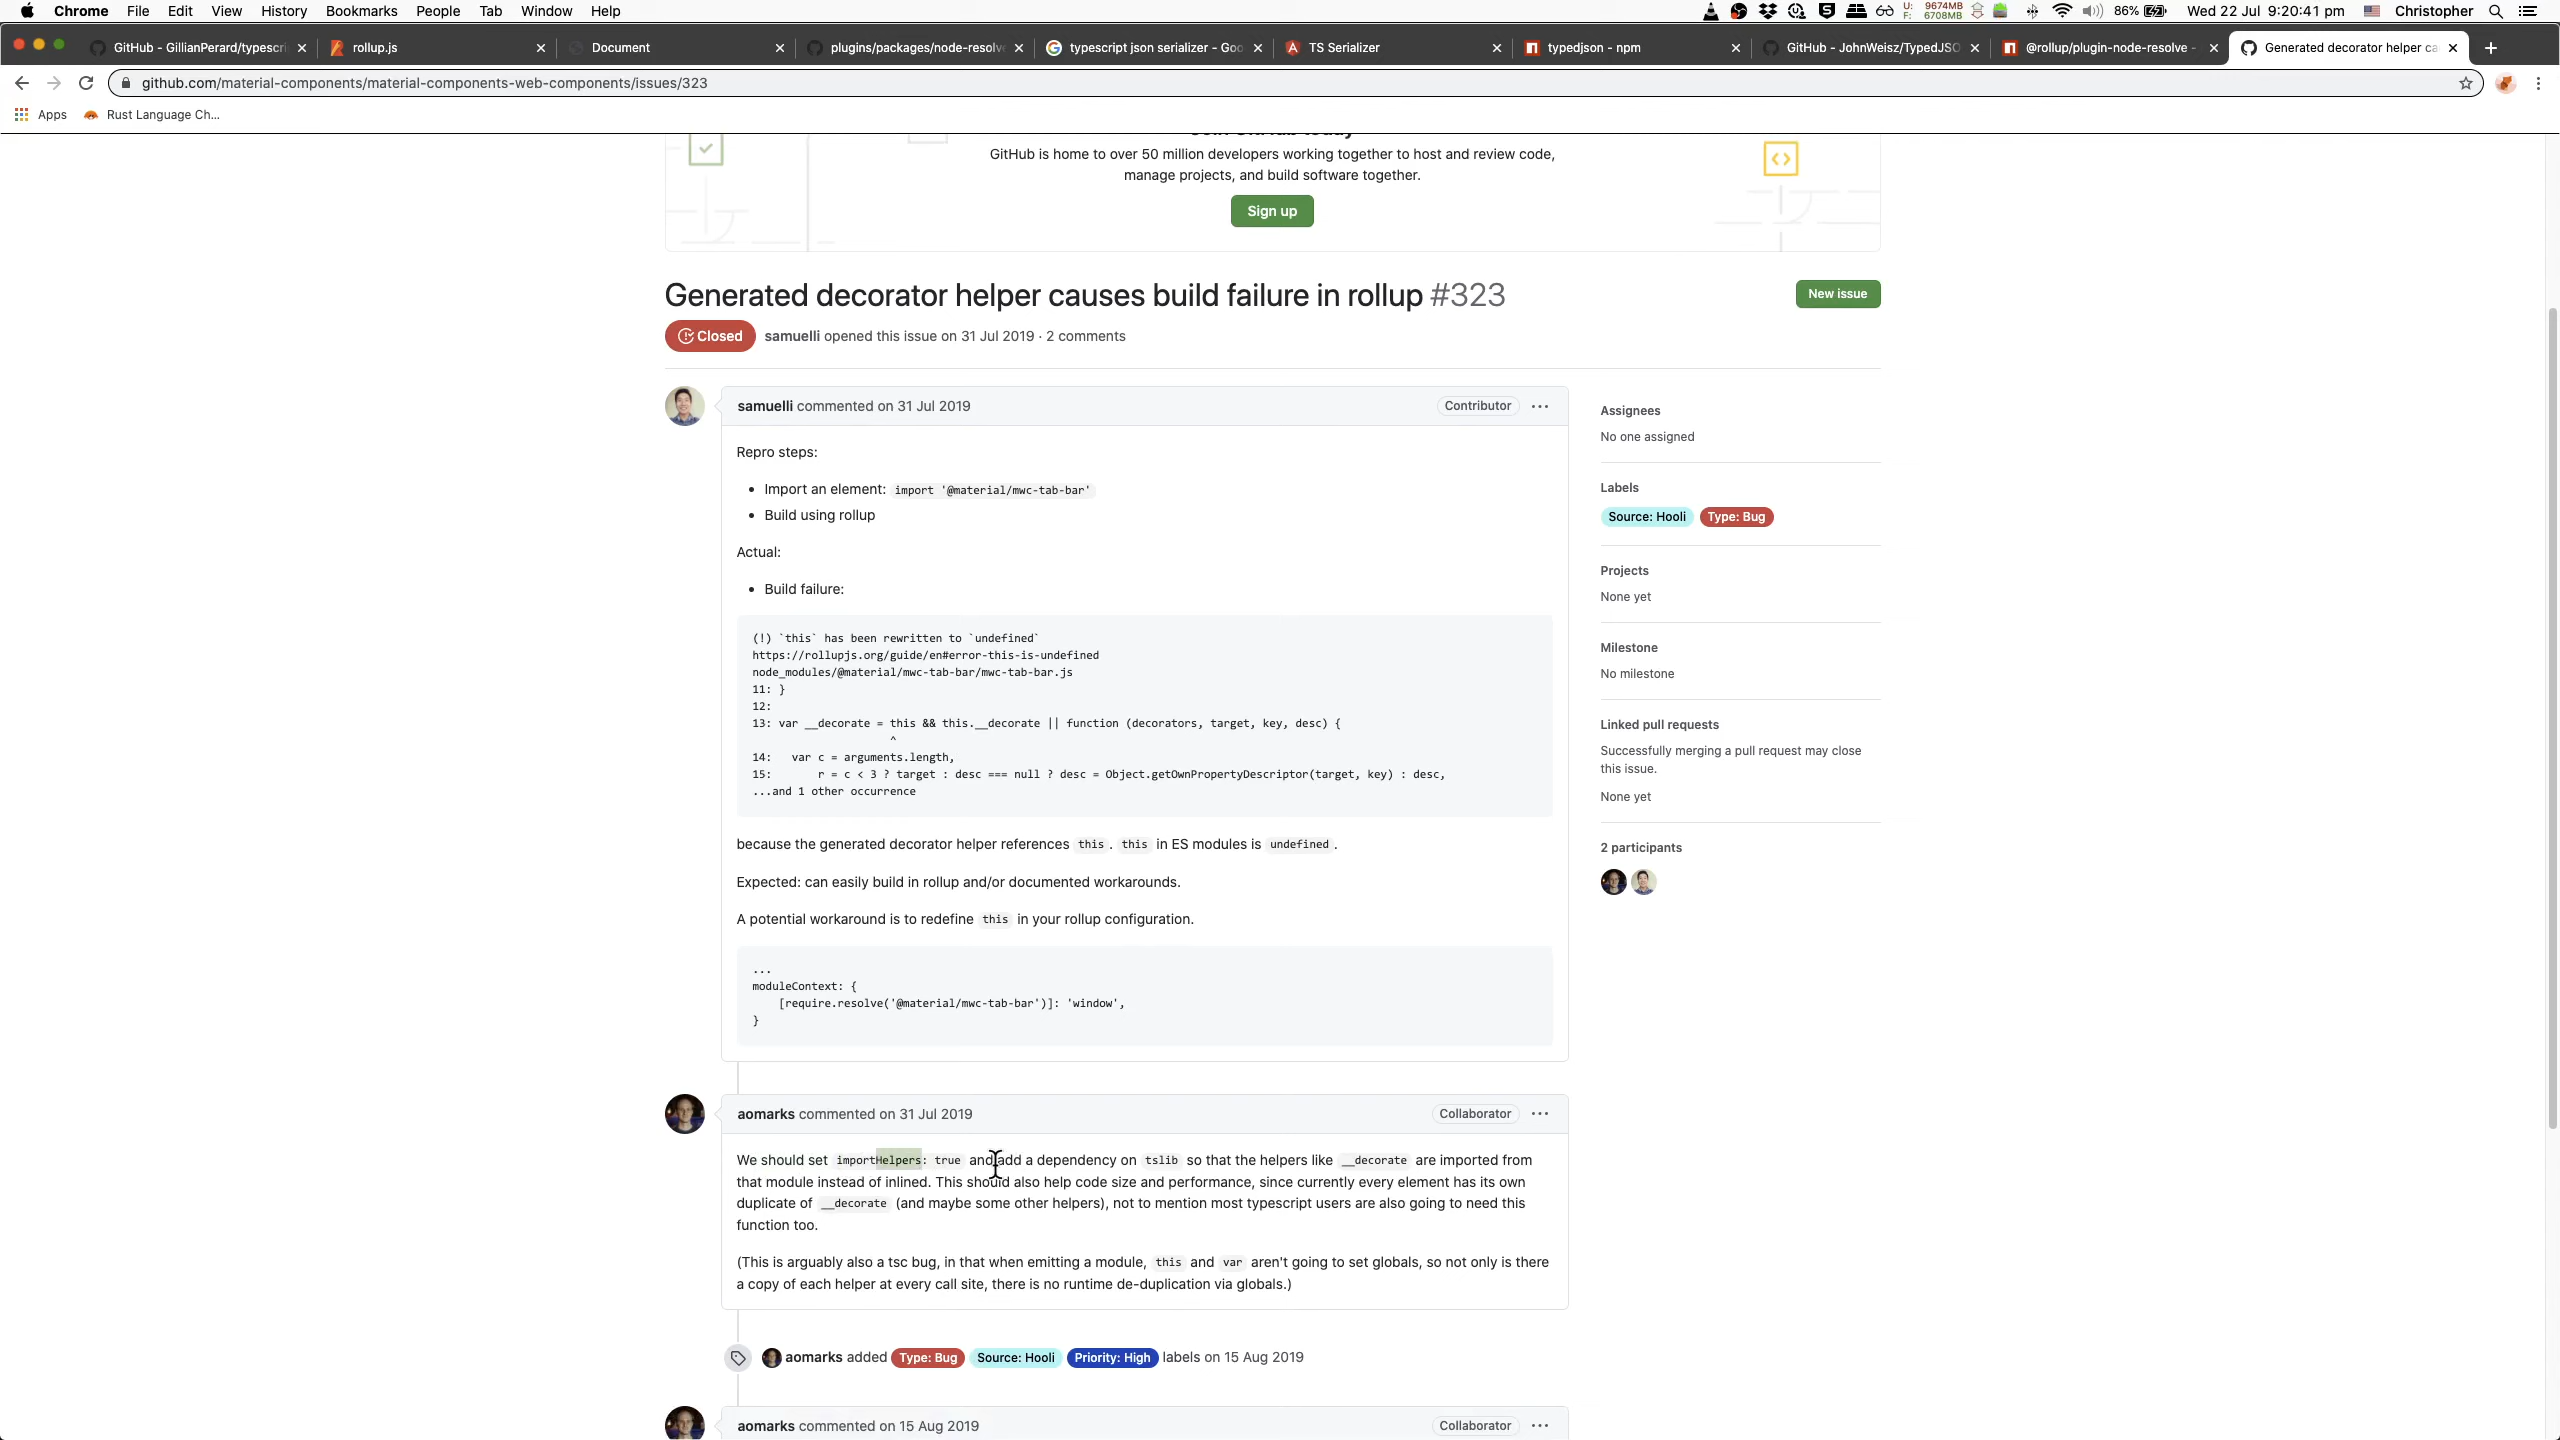 Chrome File Edit View History Bookmarks People Tab Window Help
U: 9674MB
F: 6708MB
86% Wed 22 Jul 9:20:41 pm Christopher
GitHub - GillianPerard/typescri
rollup.js
Document
plugins/packages/node-resolve
typescript json serializer - Goo
TS Serializer
typedjson - npm
GitHub - JohnWeisz/TypedJSO
@rollup/plugin-node-resolve -
Generated decorator helper ca
github.com/material-components/material-components-web-components/issues/323
Apps Rust Language Ch...
GitHub is home to over 50 million developers working together to host and review code,
manage projects, and build software together.
Sign up
Generated decorator helper causes build failure in rollup #323
New issue
Closed samuelli opened this issue on 31 Jul 2019 · 2 comments
samuelli commented on 31 Jul 2019
Contributor
Repro steps:
• Import an element: import '@material/mwc-tab-bar'
• Build using rollup
Actual:
• Build failure:
(!) `this` has been rewritten to `undefined`
https://rollupjs.org/guide/en#error-this-is-undefined
node_modules/@material/mwc-tab-bar/mwc-tab-bar.js
11: }
12:
13: var __decorate = this && this.__decorate || function (decorators, target, key, desc) {
^
14:   var c = arguments.length,
15:       r = c < 3 ? target : desc === null ? desc = Object.getOwnPropertyDescriptor(target, key) : desc,
...and 1 other occurrence
because the generated decorator helper references this . this in ES modules is undefined .
Expected: can easily build in rollup and/or documented workarounds.
A potential workaround is to redefine this in your rollup configuration.
...
moduleContext: {
    [require.resolve('@material/mwc-tab-bar')]: 'window',
}
aomarks commented on 31 Jul 2019
Collaborator
We should set importHelpers: true and add a dependency on tslib so that the helpers like __decorate are imported from
that module instead of inlined. This should also help code size and performance, since currently every element has its own
duplicate of __decorate (and maybe some other helpers), not to mention most typescript users are also going to need this
function too.
(This is arguably also a tsc bug, in that when emitting a module, this and var aren't going to set globals, so not only is there
a copy of each helper at every call site, there is no runtime de-duplication via globals.)
aomarks added Type: Bug Source: Hooli Priority: High labels on 15 Aug 2019
aomarks commented on 15 Aug 2019
Collaborator
Assignees
No one assigned
Labels
Source: Hooli Type: Bug
Projects
None yet
Milestone
No milestone
Linked pull requests
Successfully merging a pull request may close
this issue.
None yet
2 participants